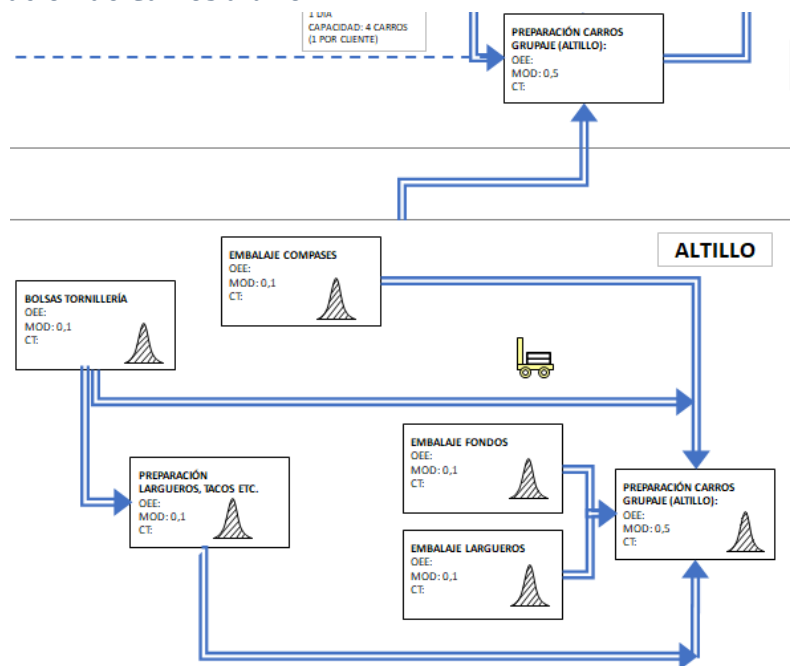 1 DIA
CAPACIDAD: 4 CARROS
(1 POR CLIENTE)
PREPARACIÓN CARROS
GRUPAJE (ALTILLO):
OEE:
MOD: 0,5
CT:
ALTILLO
EMBALAJE COMPASES
OEE:
MOD: 0,1
CT:
BOLSAS TORNILLERÍA
OEE:
MOD: 0,1
CT:
EMBALAJE FONDOS
OEE:
MOD: 0,1
CT:
PREPARACIÓN
LARGUEROS, TACOS ETC.
OEE:
MOD: 0,1
CT:
PREPARACIÓN CARROS
GRUPAJE (ALTILLO):
OEE:
MOD: 0,5
CT:
EMBALAJE LARGUEROS
OEE:
MOD: 0,1
CT: